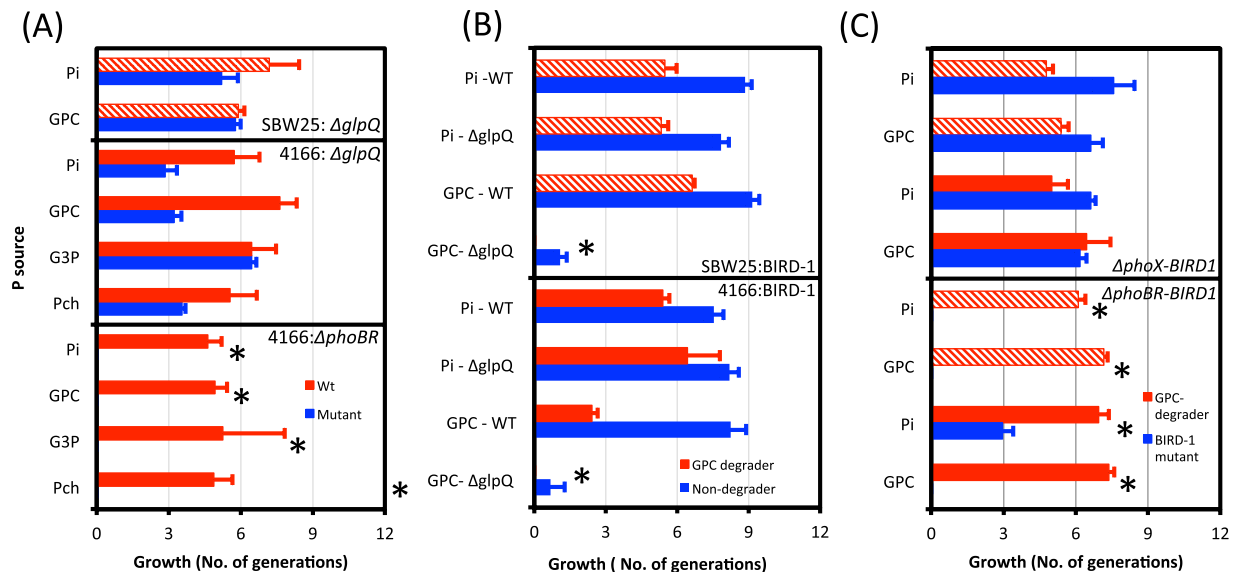 (A)
P source
Pi
GPC
SBW25: ΔglpQ
4166: ΔglpQ
Pi
GPC
G3P
Pch
4166:ΔphoBR
Pi
*
GPC
*
G3P
*
Pch
*
Wt
Mutant
0 3 6 9 12
Growth (No. of generations)
(B)
Pi -WT
Pi - ΔglpQ
GPC - WT
GPC- ΔglpQ
*
SBW25:BIRD-1
4166:BIRD-1
Pi - WT
Pi - ΔglpQ
GPC - WT
GPC- ΔglpQ
*
GPC degrader
Non-degrader
0 3 6 9 12
Growth ( No. of generations)
(C)
Pi
GPC
Pi
GPC
ΔphoX-BIRD1
ΔphoBR-BIRD1
Pi
*
GPC
*
Pi
*
GPC
*
GPC-
degrader
BIRD-1
mutant
0 3 6 9 12
Growth (No. of generations)